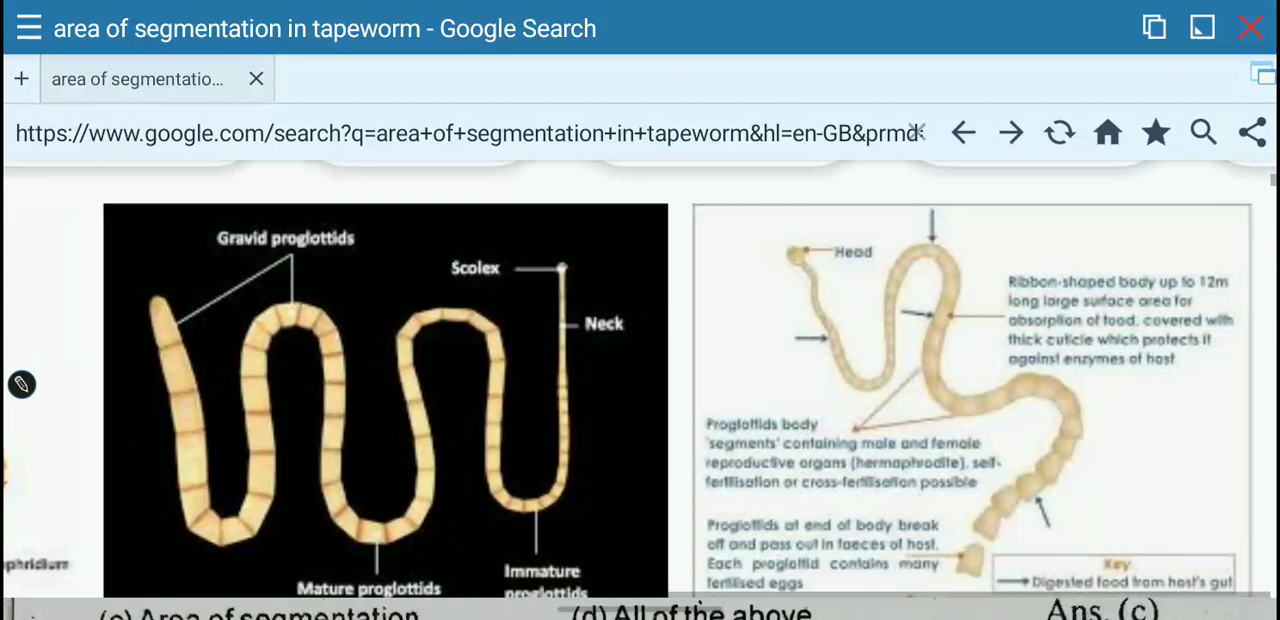 area of segmentation in tapeworm - Google Search
area of segmentatio...
https://www.google.com/search?q=area+of+segmentation+in+tapeworm&hl=en-GB&prmd
Gravid proglottids
Scolex
Neck
Mature proglottids
Immature
proglottids
Head
Ribbon-shaped body up to 12m
long large surface area for
absorption of food, covered with
thick cuticle which protects it
against enzymes of host
Proglottids body
'segments' containing male and female
reproductive organs (hermaphrodite), self-
fertilisation or cross-fertilisation possible
Proglottids at end of body break
off and pass out in faeces of host.
Each proglottid contains many
fertilised eggs
Key
Digested food from host's gut
phridium
(c) Area of segmentation
(d) All of the above
Ans. (c)